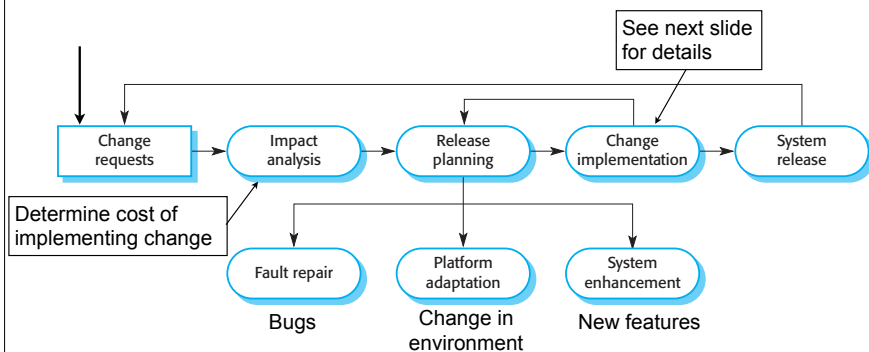 See next slide
for details
Change
requests
Impact
analysis
Release
planning
Change
implementation
System
release
Determine cost of
implementing change
Fault repair
Platform
adaptation
System
enhancement
Bugs
Change in
environment
New features